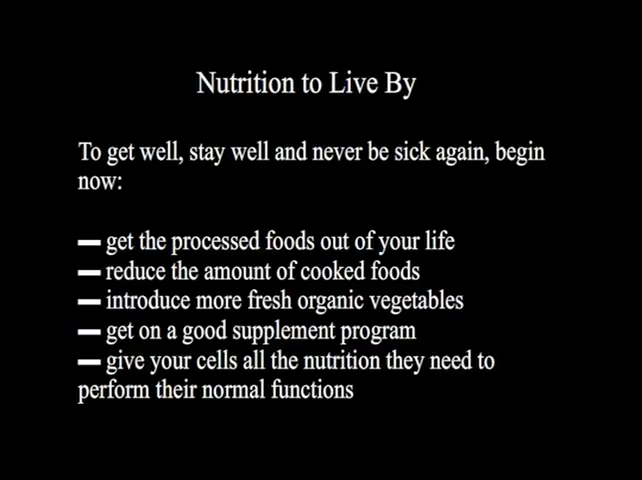 Nutrition to Live By
To get well, stay well and never be sick again, begin
now:
▬ get the processed foods out of your life
▬ reduce the amount of cooked foods
▬ introduce more fresh organic vegetables
▬ get on a good supplement program
▬ give your cells all the nutrition they need to
perform their normal functions